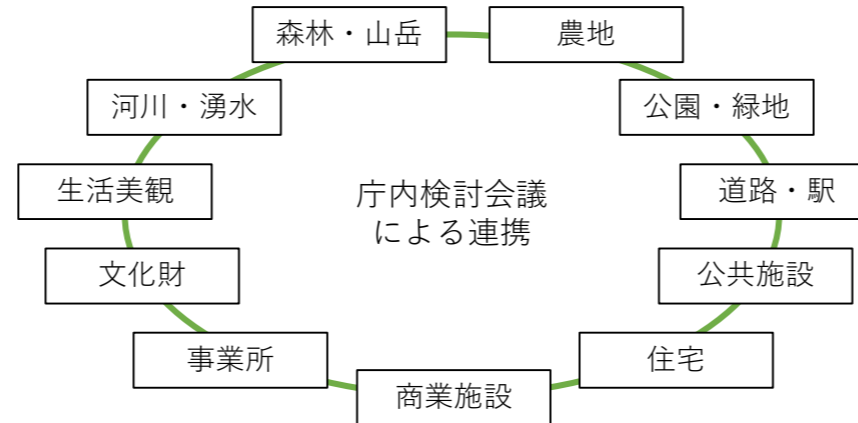 森林・山岳
農地
河川・湧水
公園・緑地
生活美観
庁内検討会議
による連携
道路・駅
文化財
公共施設
事業所
住宅
商業施設